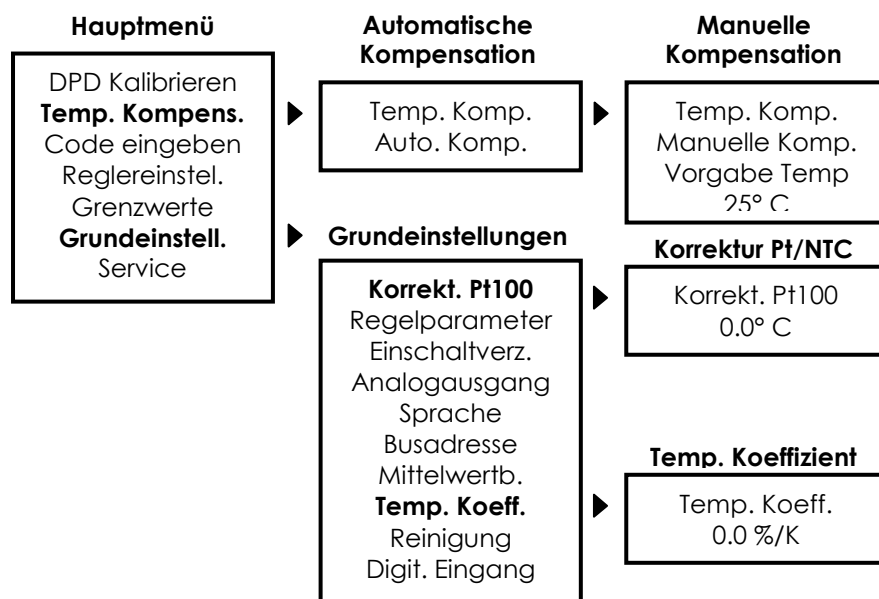 Hauptmenü
DPD Kalibrieren
Temp. Kompens.
Code eingeben
Reglereinstel.
Grenzwerte
Grundeinstell.
Service
Automatische
Kompensation
Temp. Komp.
Auto. Komp.
Manuelle
Kompensation
Temp. Komp.
Manuelle Komp.
Vorgabe Temp
25° C
Grundeinstellungen
Korrekt. Pt100
Regelparameter
Einschaltverz.
Analogausgang
Sprache
Busadresse
Mittelwertb.
Temp. Koeff.
Reinigung
Digit. Eingang
Korrektur Pt/NTC
Korrekt. Pt100
0.0° C
Temp. Koeffizient
Temp. Koeff.
0.0 %/K